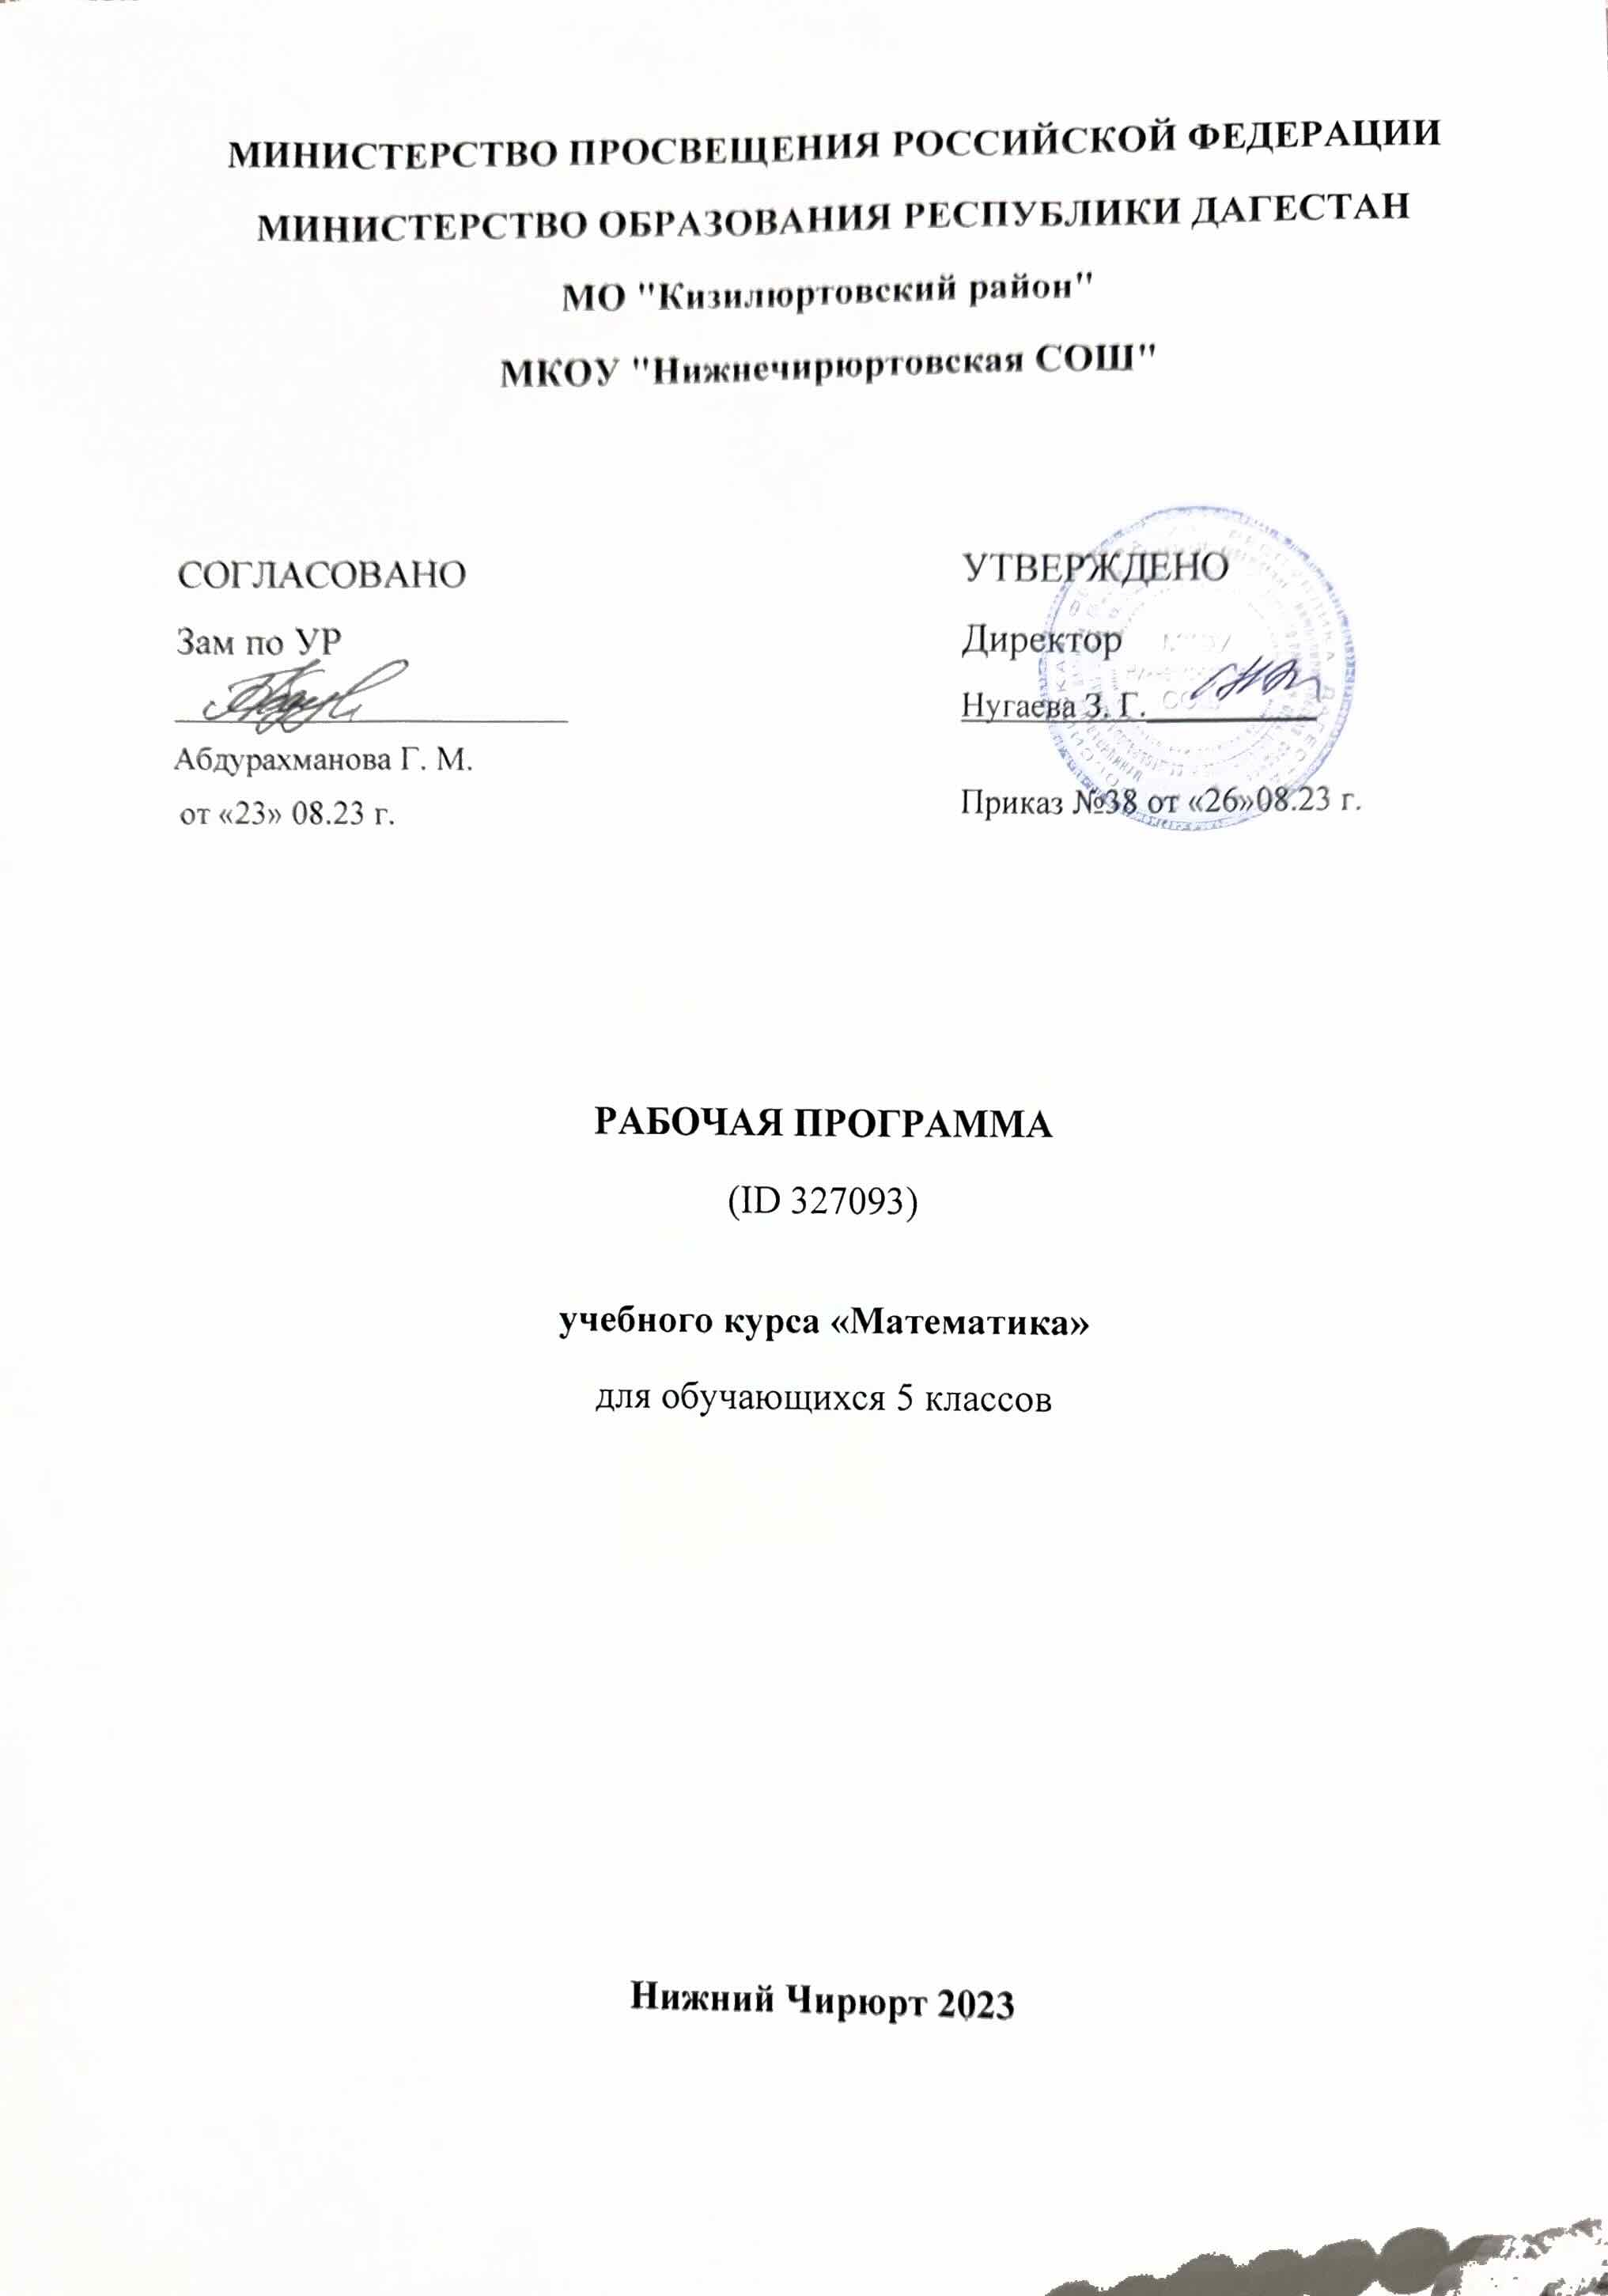 МИНИСТЕРСТВО ПРОСВЕЩЕНИЯ РОССИЙСКОЙ ФЕДЕРАЦИИ
МИНИСТЕРСТВО ОБРАЗОВАНИЯ РЕСПУБЛИКИ ДАГЕСТАН
МО "Кизилюртовский район"
МКОУ "Нижнечирюртовская СОШ"
СОГЛАСОВАНО
Зам по УР
Абдурахманова Г. М.
от «23» 08.23 г.
УТВЕРЖДЕНО
Директор
Нугаева З. Г.
Приказ №38 от «26»08.23 г.
РАБОЧАЯ ПРОГРАММА
(ID 327093)
учебного курса «Математика»
для обучающихся 5 классов
Нижний Чирюрт 2023